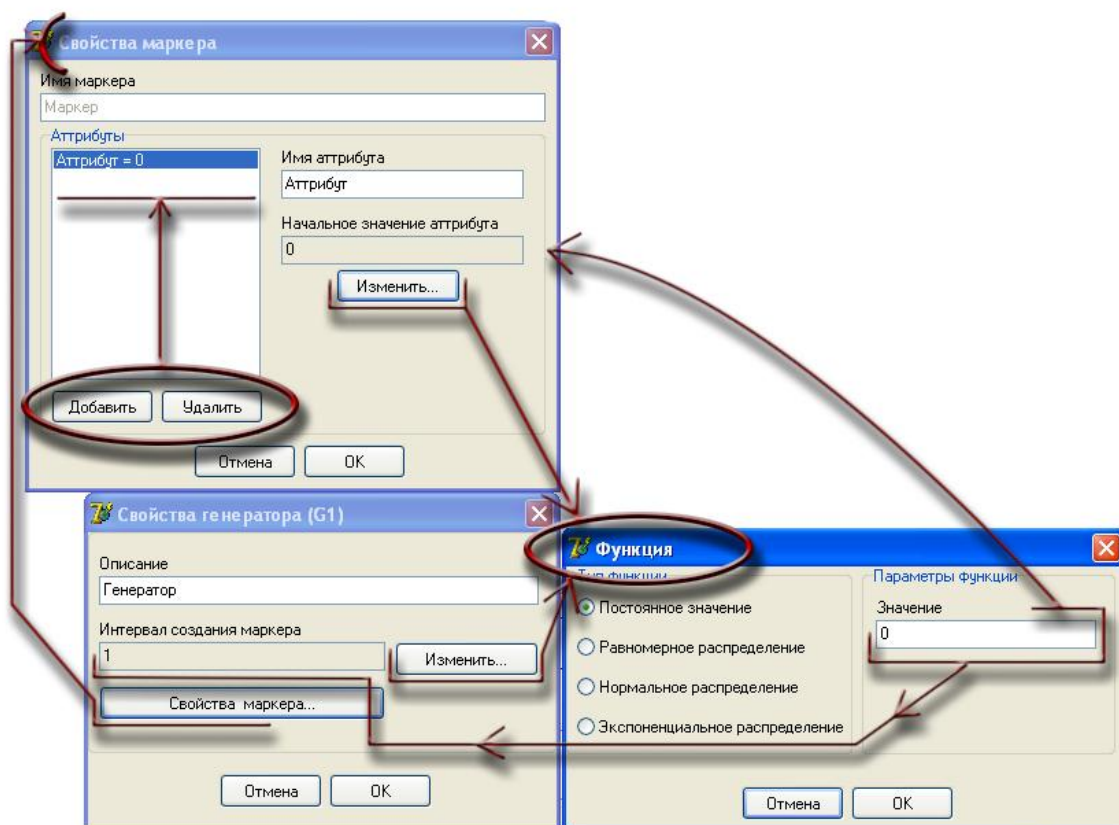 Свойства маркера
Имя маркера
Маркер
Аттрибуты
Аттрибут = 0
Имя аттрибута
Аттрибут
Начальное значение аттрибута
0
Изменить...
Добавить
Удалить
Отмена
OK
Свойства генератора (G1)
Описание
Генератор
Интервал создания маркера
1
Изменить...
Свойства маркера...
Отмена
OK
Функция
Тип функции
Постоянное значение
Равномерное распределение
Нормальное распределение
Экспоненциальное распределение
Параметры функции
Значение
0
Отмена
OK